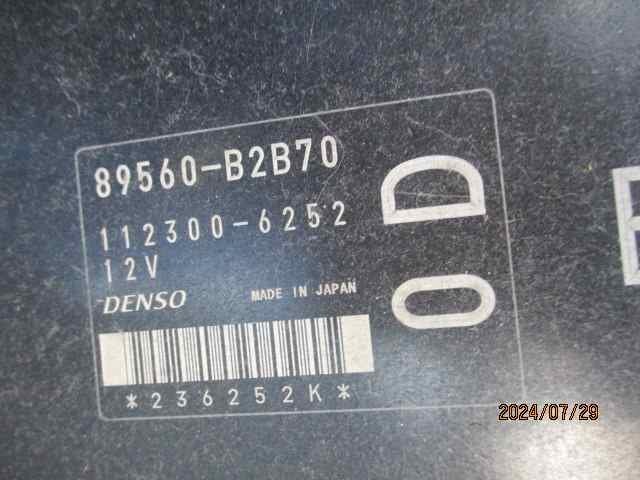 89560-B2B70
112300-6252
12V
DENSO MADE IN JAPAN
*236252K*
0D
2024/07/29